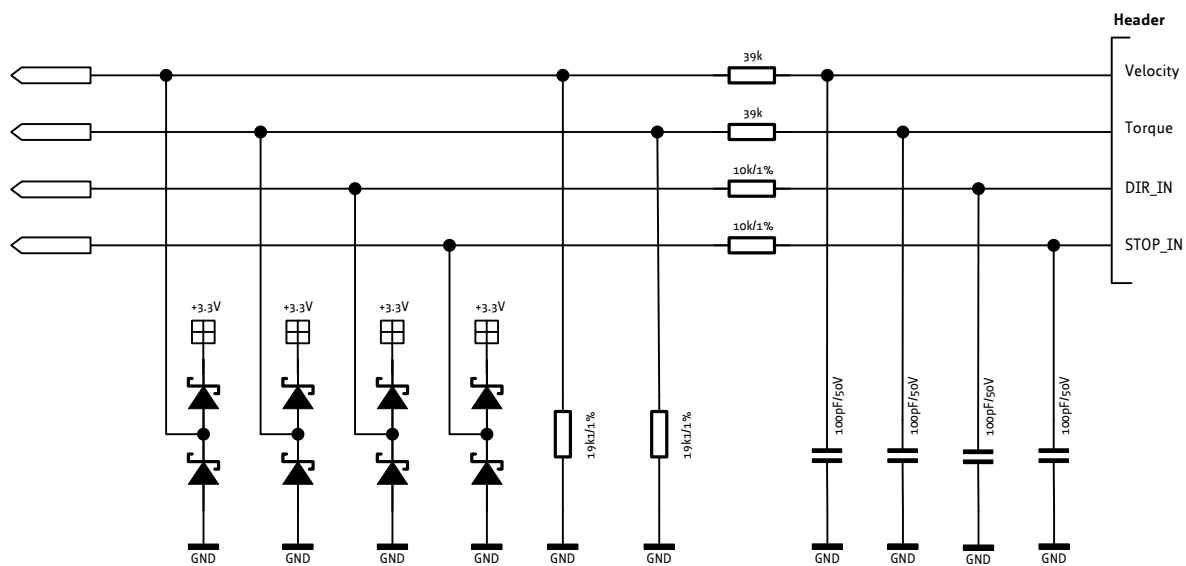 Header
39k
Velocity
39k
Torque
10k/1%
DIR_IN
10k/1%
STOP_IN
+3.3V
+3.3V
+3.3V
+3.3V
19k1/1%
19k1/1%
100pF/50V
100pF/50V
100pF/50V
100pF/50V
GND
GND
GND
GND
GND
GND
GND
GND
GND
GND